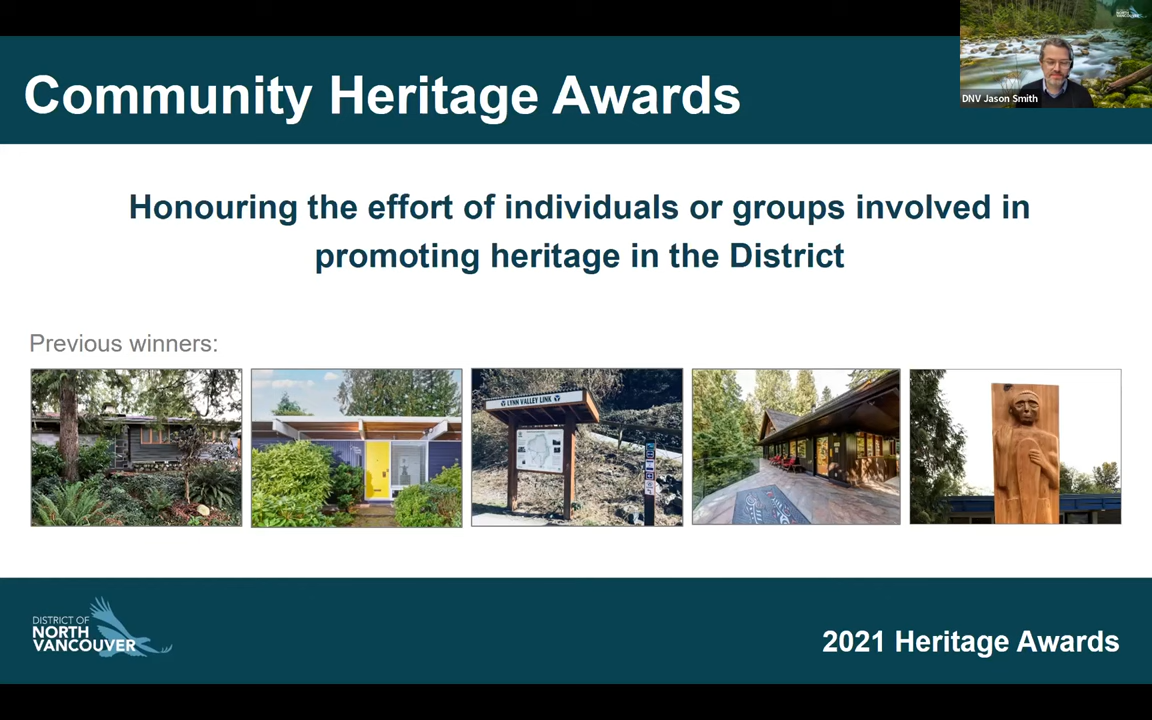 Community Heritage Awards
DNV Jason Smith
Honouring the effort of individuals or groups involved in
promoting heritage in the District
Previous winners:
LYNN VALLEY LINK
DISTRICT OF
NORTH
VANCOUVER
2021 Heritage Awards